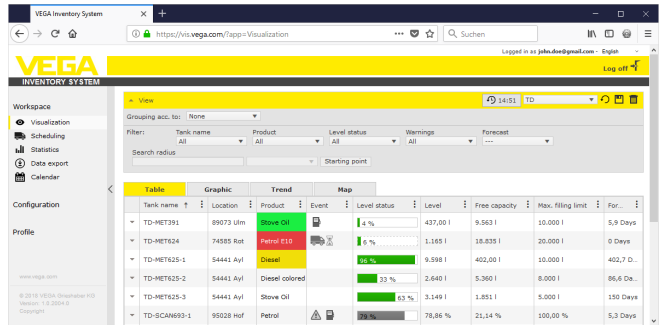 VEGA Inventory System
https://vis.vega.com/?app=Visualization
Suchen
Logged in as john.doe@gmail.com - English
VEGA
Log off
INVENTORY SYSTEM
Workspace
Visualization
Scheduling
Statistics
Data export
Calendar
Configuration
Profile
www.vega.com
© 2018 VEGA Grieshaber KG
Version: 1.6 2004.0
Copyright
View
14:51
TD
Grouping acc. to: None
Filter: Tank name Product Level status Warnings Forecast
All All All All ---
Search radius
Starting point
Table Graphic Trend Map
Tank name Location Product Event Level status Level Free capacity Max. filling limit For...
TD-MET391 89073 Ulm Stove Oil 4 % 437,00 l 9.563 l 10.000 l 5,9 Days
TD-MET624 74585 Rot Petrol E10 6 % 1.165 l 18.835 l 20.000 l 0 Days
TD-MET625-1 54441 Ayl Diesel 96 % 9.598 l 402,00 l 10.000 l 402,7 D...
TD-MET625-2 54441 Ayl Diesel colored 33 % 2.640 l 5.360 l 8.000 l 86,6 Da...
TD-MET625-3 54441 Ayl Stove Oil 63 % 3.149 l 1.851 l 5.000 l 150 Days
TD-SCAN693-1 95028 Hof Petrol 79 % 78,86 % 21,14 % 100,00 % 5,3 Days